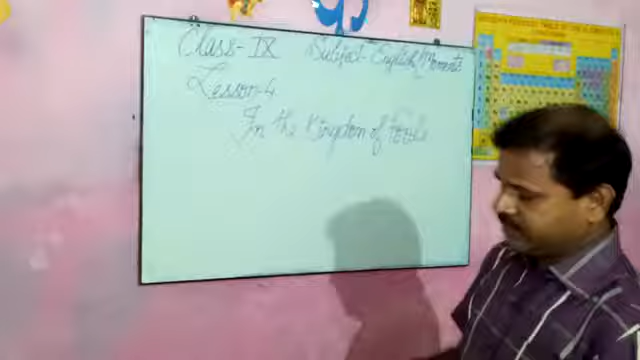 Class-IX Subject-English (Moments
Lesson-4
In the Kingdom of fools